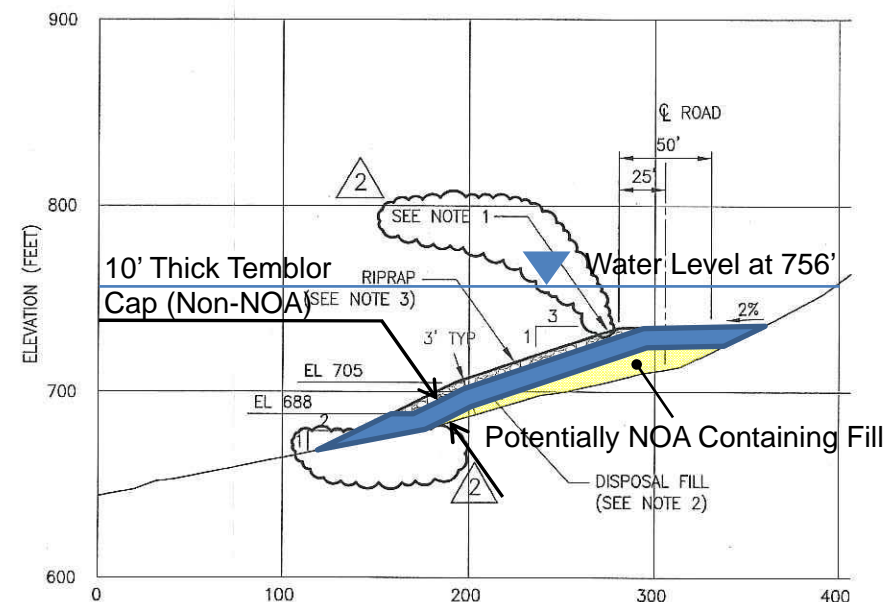 900
℄ ROAD
50'
25'
2
800
SEE NOTE 1
ELEVATION (FEET)
Water Level at 756'
10' Thick Temblor
Cap (Non-NOA)
RIPRAP
(SEE NOTE 3)
3
1
2%
3' TYP
EL 705
700
EL 688
2
1
Potentially NOA Containing Fill
2
DISPOSAL FILL
(SEE NOTE 2)
600
0
100
200
300
400